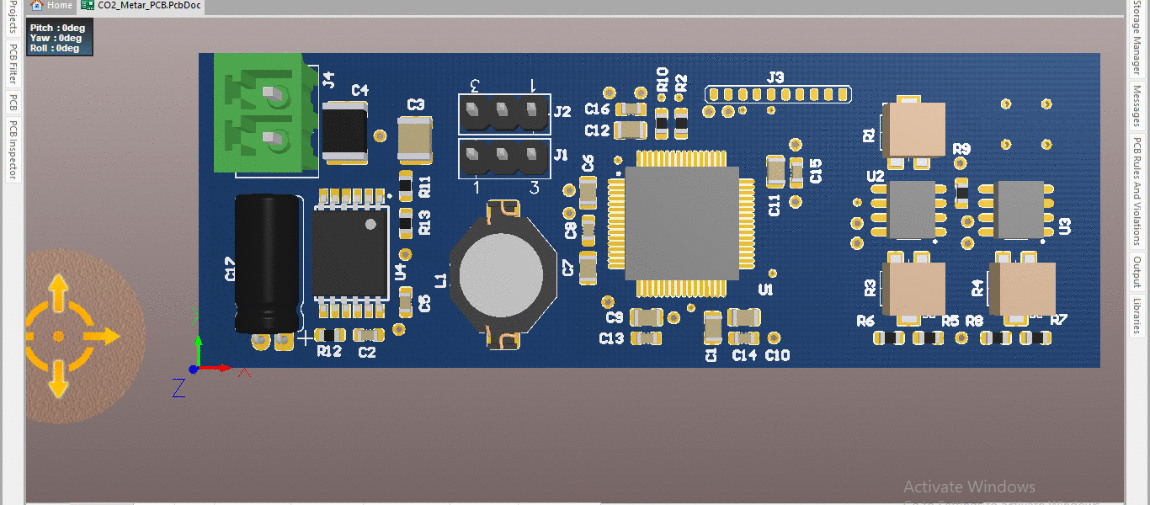 Home
CO2_Metar_PCB.PcbDoc
Pitch : 0deg
Yaw : 0deg
Roll : 0deg
Projects
PCB Filter
PCB
PCB Inspector
Storage Manager
Messages
PCB Rules And Violations
Output
Libraries
J4
C4
C3
3
1
J2
J1
1
3
C16
C12
R10
R2
J3
R1
R9
U2
U3
C6
C8
C7
C11
C15
R11
R13
U4
C5
C17
L1
U1
R12
C2
C9
C13
C1
C14
C10
R3
R4
R6
R5
R8
R7
Z
X
Activate Windows